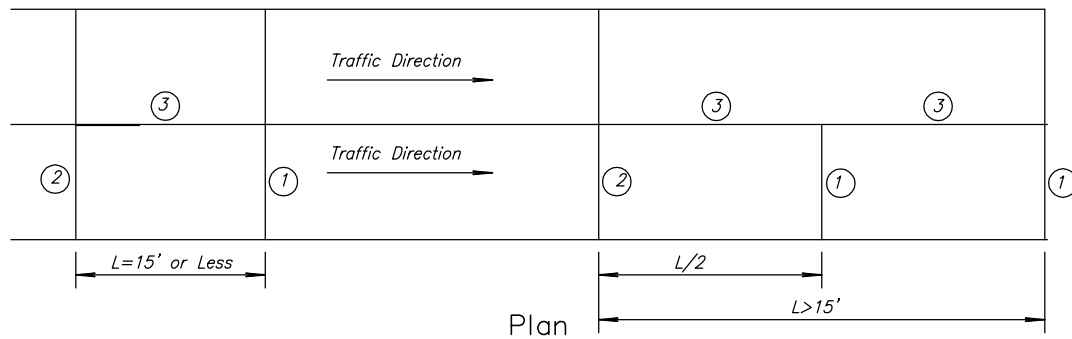 Traffic Direction
3
3
3
Traffic Direction
2
1
2
1
1
L=15' or Less
L/2
L>15'
Plan